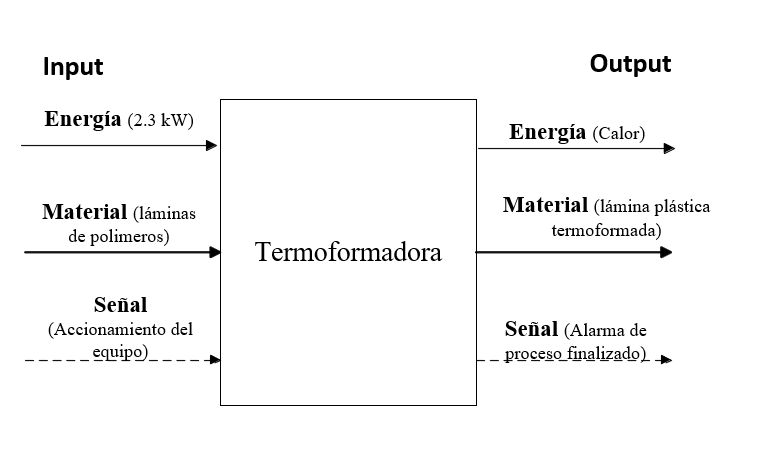 Input
Output
Energía (2.3 kW)
Energía (Calor)
Material (láminas
de polimeros)
Material (lámina plástica
termoformada)
Termoformadora
Señal
(Accionamiento del
equipo)
Señal (Alarma de
proceso finalizado)